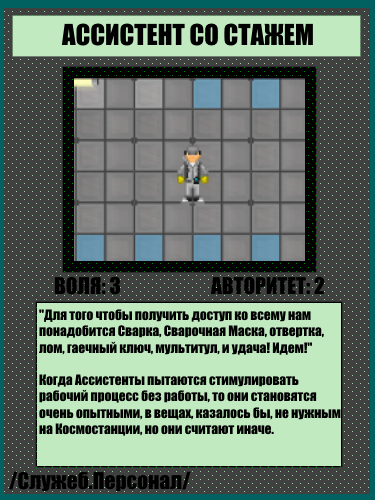 АССИСТЕНТ СО СТАЖЕМ
ВОЛЯ: 3 АВТОРИТЕТ: 2
"Для того чтобы получить доступ ко всему нам
понадобится Сварка, Сварочная Маска, отвертка,
лом, гаечный ключ, мультитул, и удача! Идем!"
Когда Ассистенты пытаются стимулировать
рабочий процесс без работы, то они становятся
очень опытными, в вещах, казалось бы, не нужным
на Космостанции, но они считают иначе.
/Служеб.Персонал/